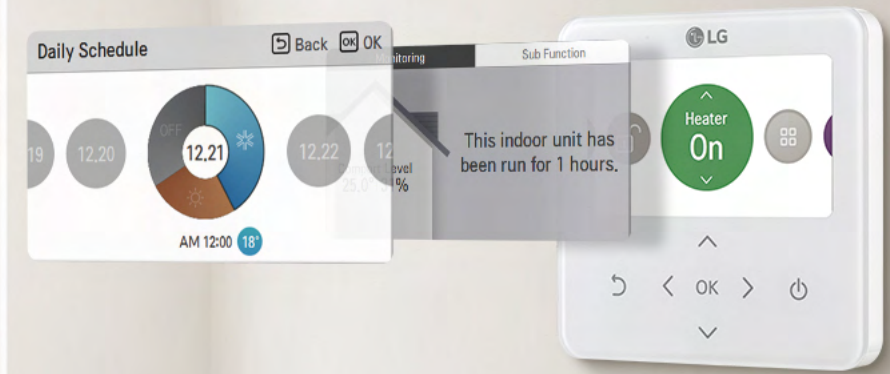 Daily Schedule
Back
OK OK
19
12.20
OFF
12.21
12.22
12
AM 12:00 18°
Monitoring
Sub Function
This indoor unit has
been run for 1 hours.
LG
Heater
On
OK